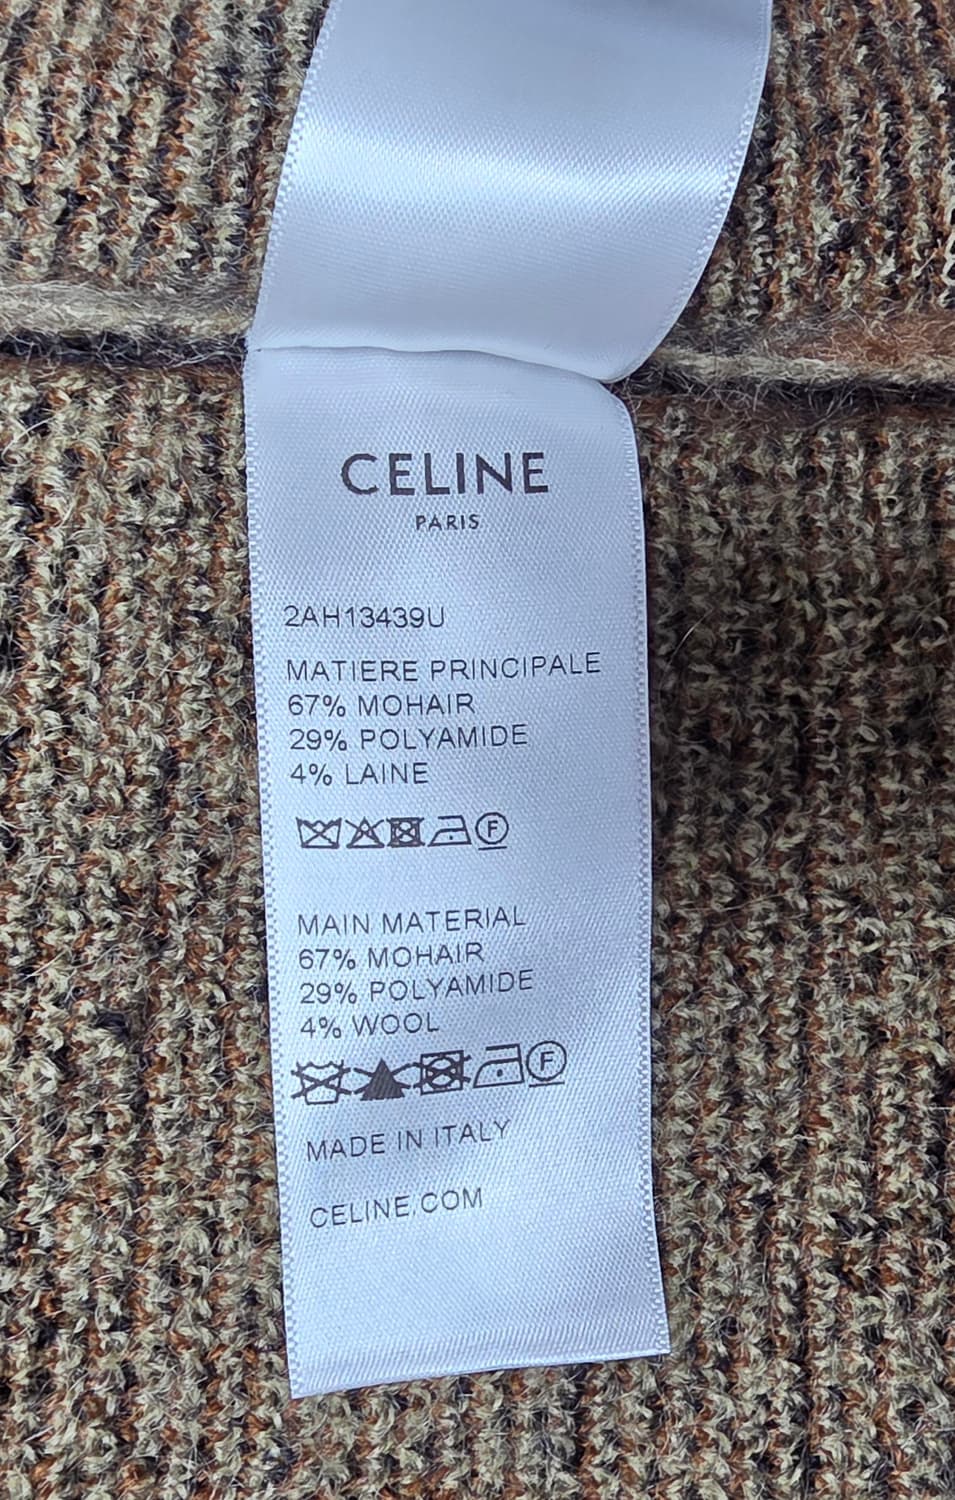 CELINE
PARIS
2AH13439U
MATIERE PRINCIPALE
67% MOHAIR
29% POLYAMIDE
4% LAINE
F
MAIN MATERIAL
67% MOHAIR
29% POLYAMIDE
4% WOOL
F
MADE IN ITALY
CELINE.COM